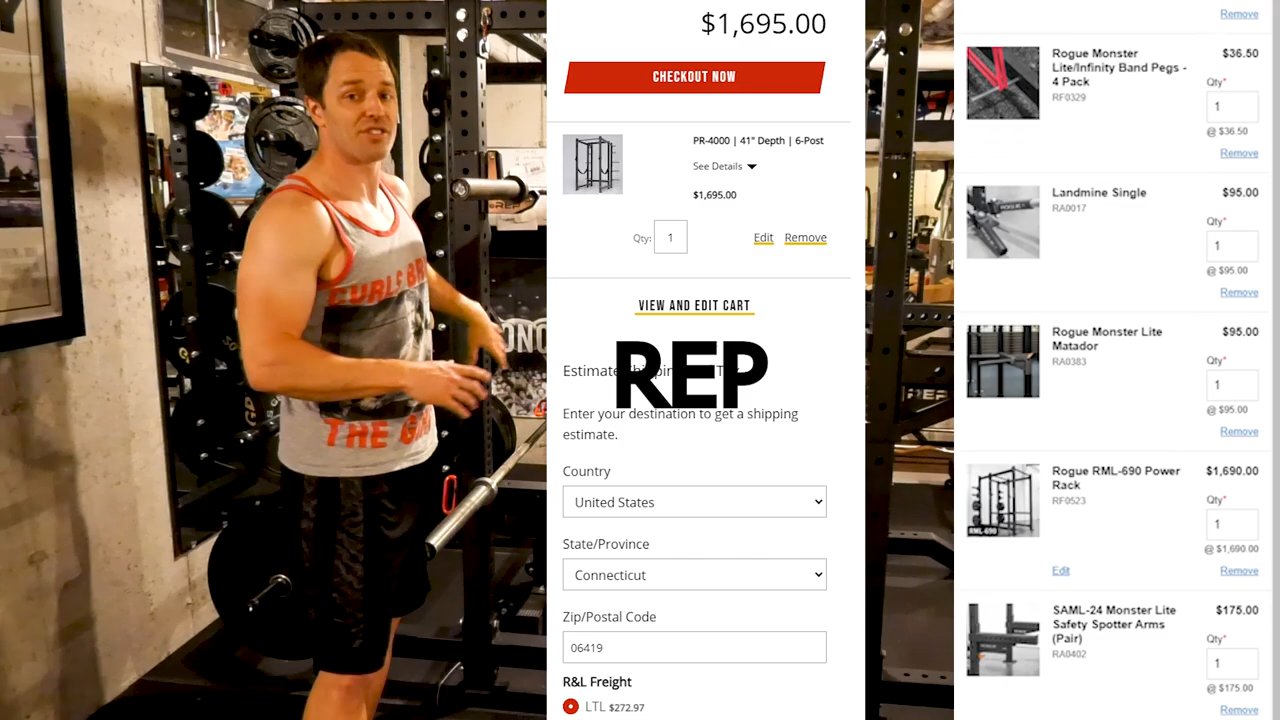 CURLS BR
THE G
$1,695.00
CHECKOUT NOW
PR-4000 | 41" Depth | 6-Post
See Details
$1,695.00
Qty: 1
Edit Remove
VIEW AND EDIT CART
REP
Estimate
Enter your destination to get a shipping
estimate.
Country
United States
State/Province
Connecticut
Zip/Postal Code
06419
R&L Freight
LTL $272.97
Remove
Rogue Monster
Lite/Infinity Band Pegs -
4 Pack
RF0329
$36.50
Qty*
1
@ $36.50
Remove
Landmine Single
RA0017
$95.00
Qty*
1
@ $95.00
Remove
Rogue Monster Lite
Matador
RA0383
$95.00
Qty*
1
@ $95.00
Remove
Rogue RML-690 Power
Rack
RF0523
RML-690
$1,690.00
Qty*
1
@ $1,690.00
Edit
Remove
SAML-24 Monster Lite
Safety Spotter Arms
(Pair)
RA0402
$175.00
Qty*
1
@ $175.00
Remove